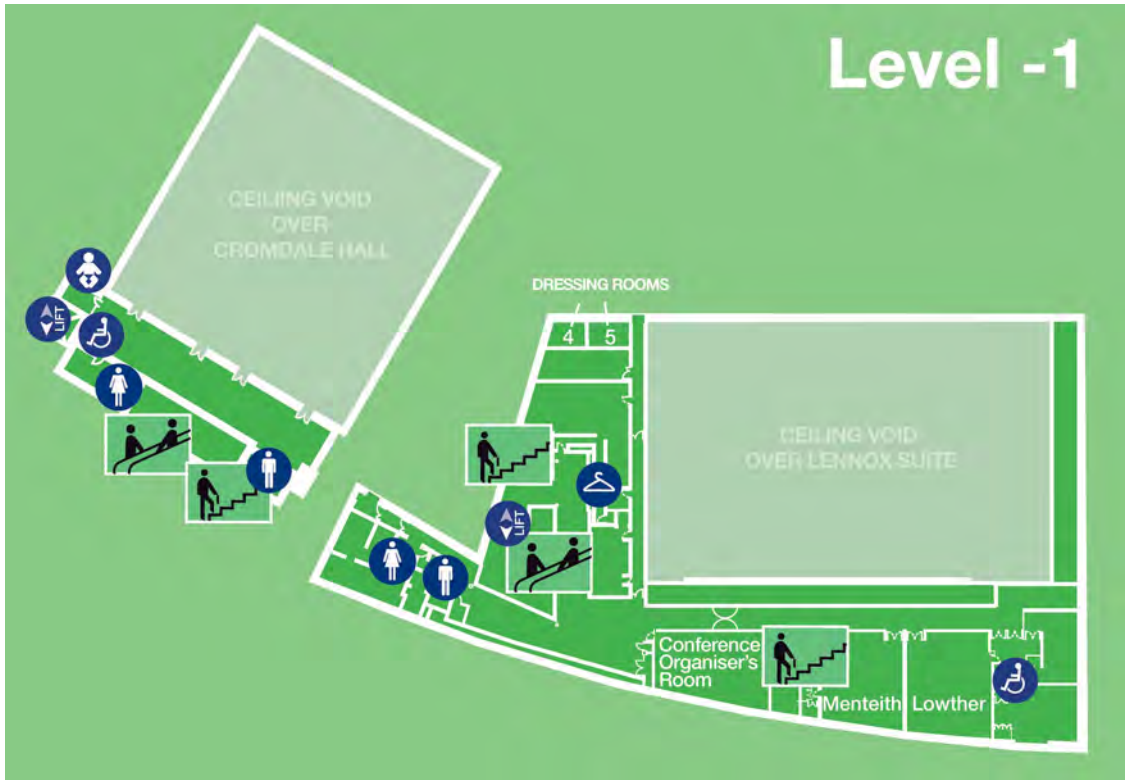 Level -1
CEILIING VOID
OVER
CROMDALE HALL
LIFT
DRESSING ROOMS
4 5
CEILING VOID
OVER LENNOX SUITE
LIFT
Conference
Organiser's
Room
Menteith
Lowther